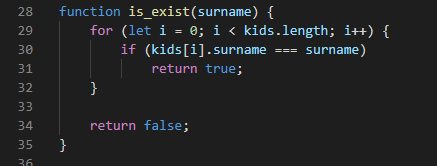 28 function is_exist(surname) {
29     for (let i = 0; i < kids.length; i++) {
30         if (kids[i].surname === surname)
31             return true;
32     }
33
34     return false;
35 }
36